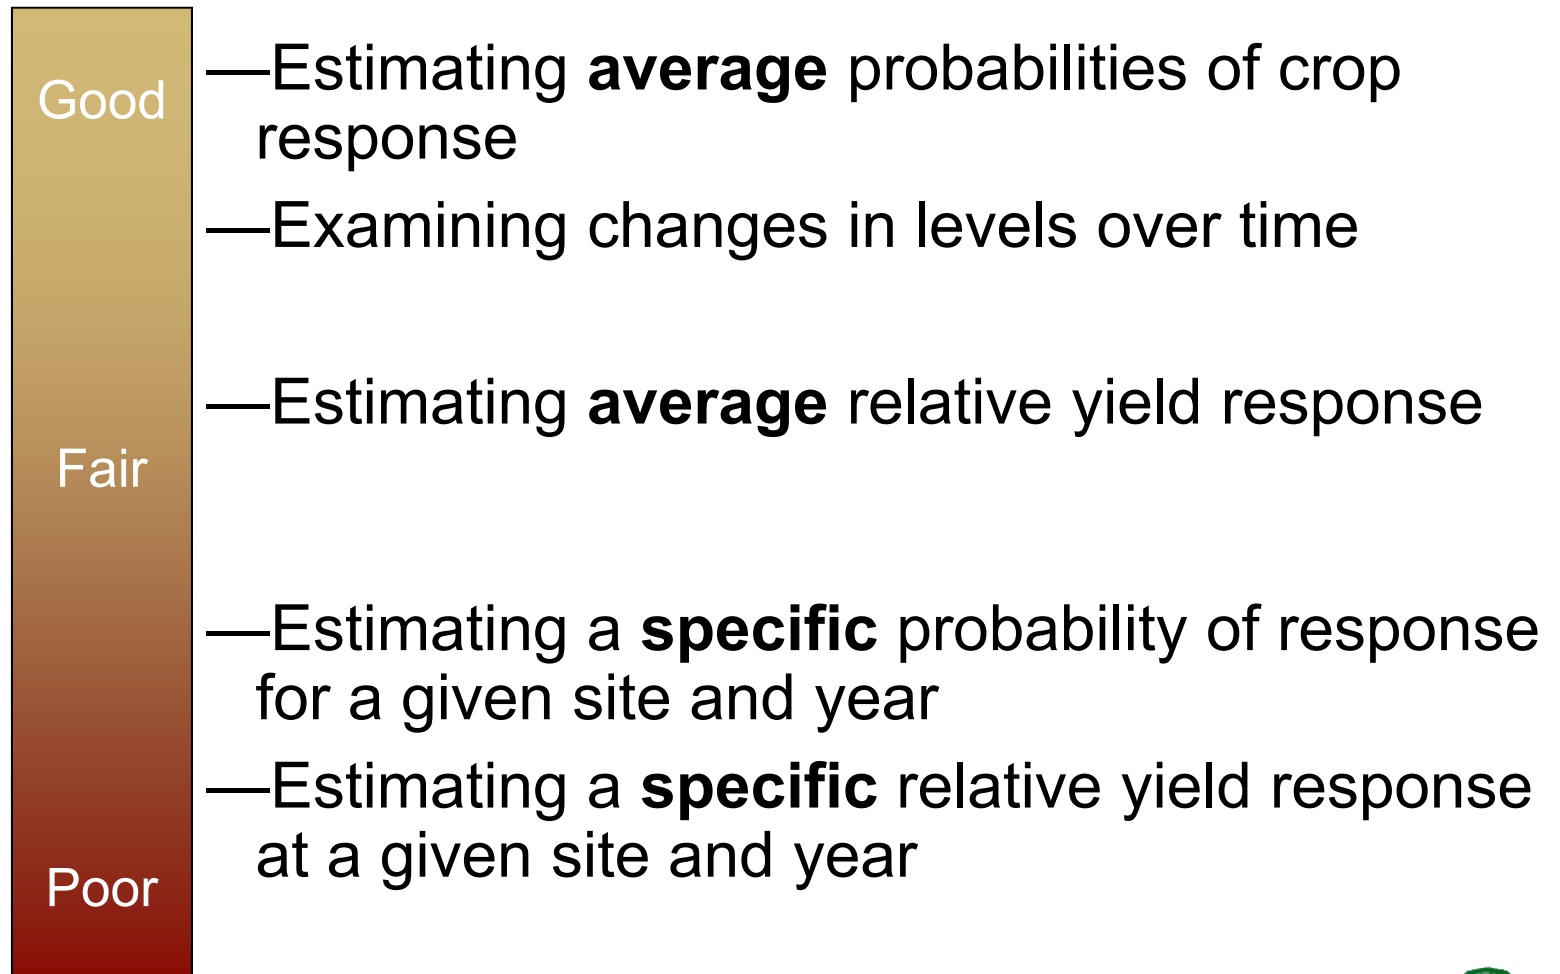 Good
—Estimating average probabilities of crop
response
—Examining changes in levels over time
—Estimating average relative yield response
Fair
—Estimating a specific probability of response
for a given site and year
—Estimating a specific relative yield response
at a given site and year
Poor